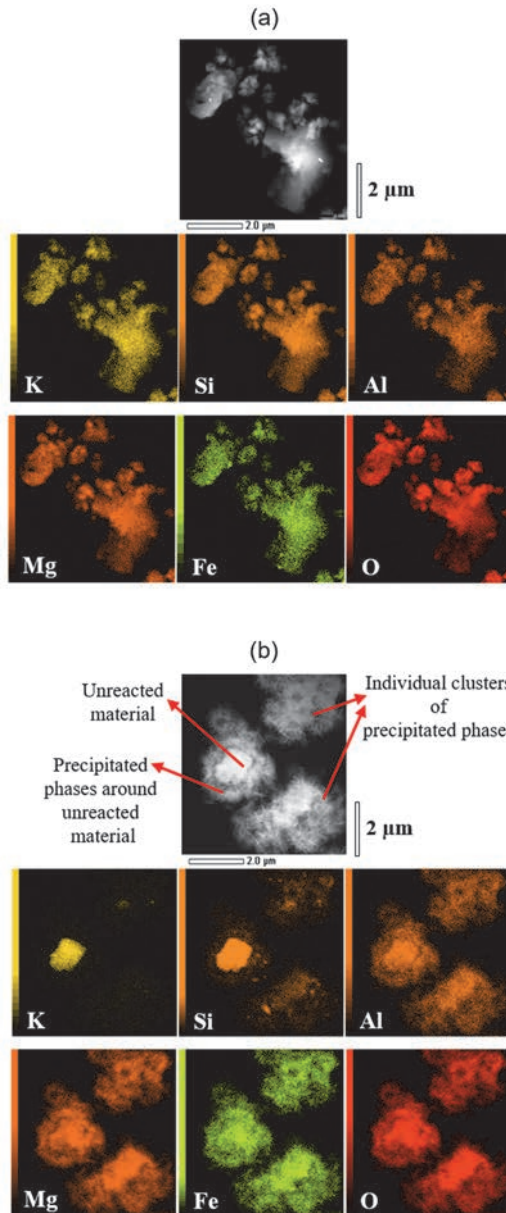 (a)
2 μm
2.0 μm
K
Si
Al
Mg
Fe
O
(b)
Unreacted
material
Individual clusters
of
precipitated phase
Precipitated
phases around
unreacted
material
2 μm
2.0 μm
K
Si
Al
Mg
Fe
O